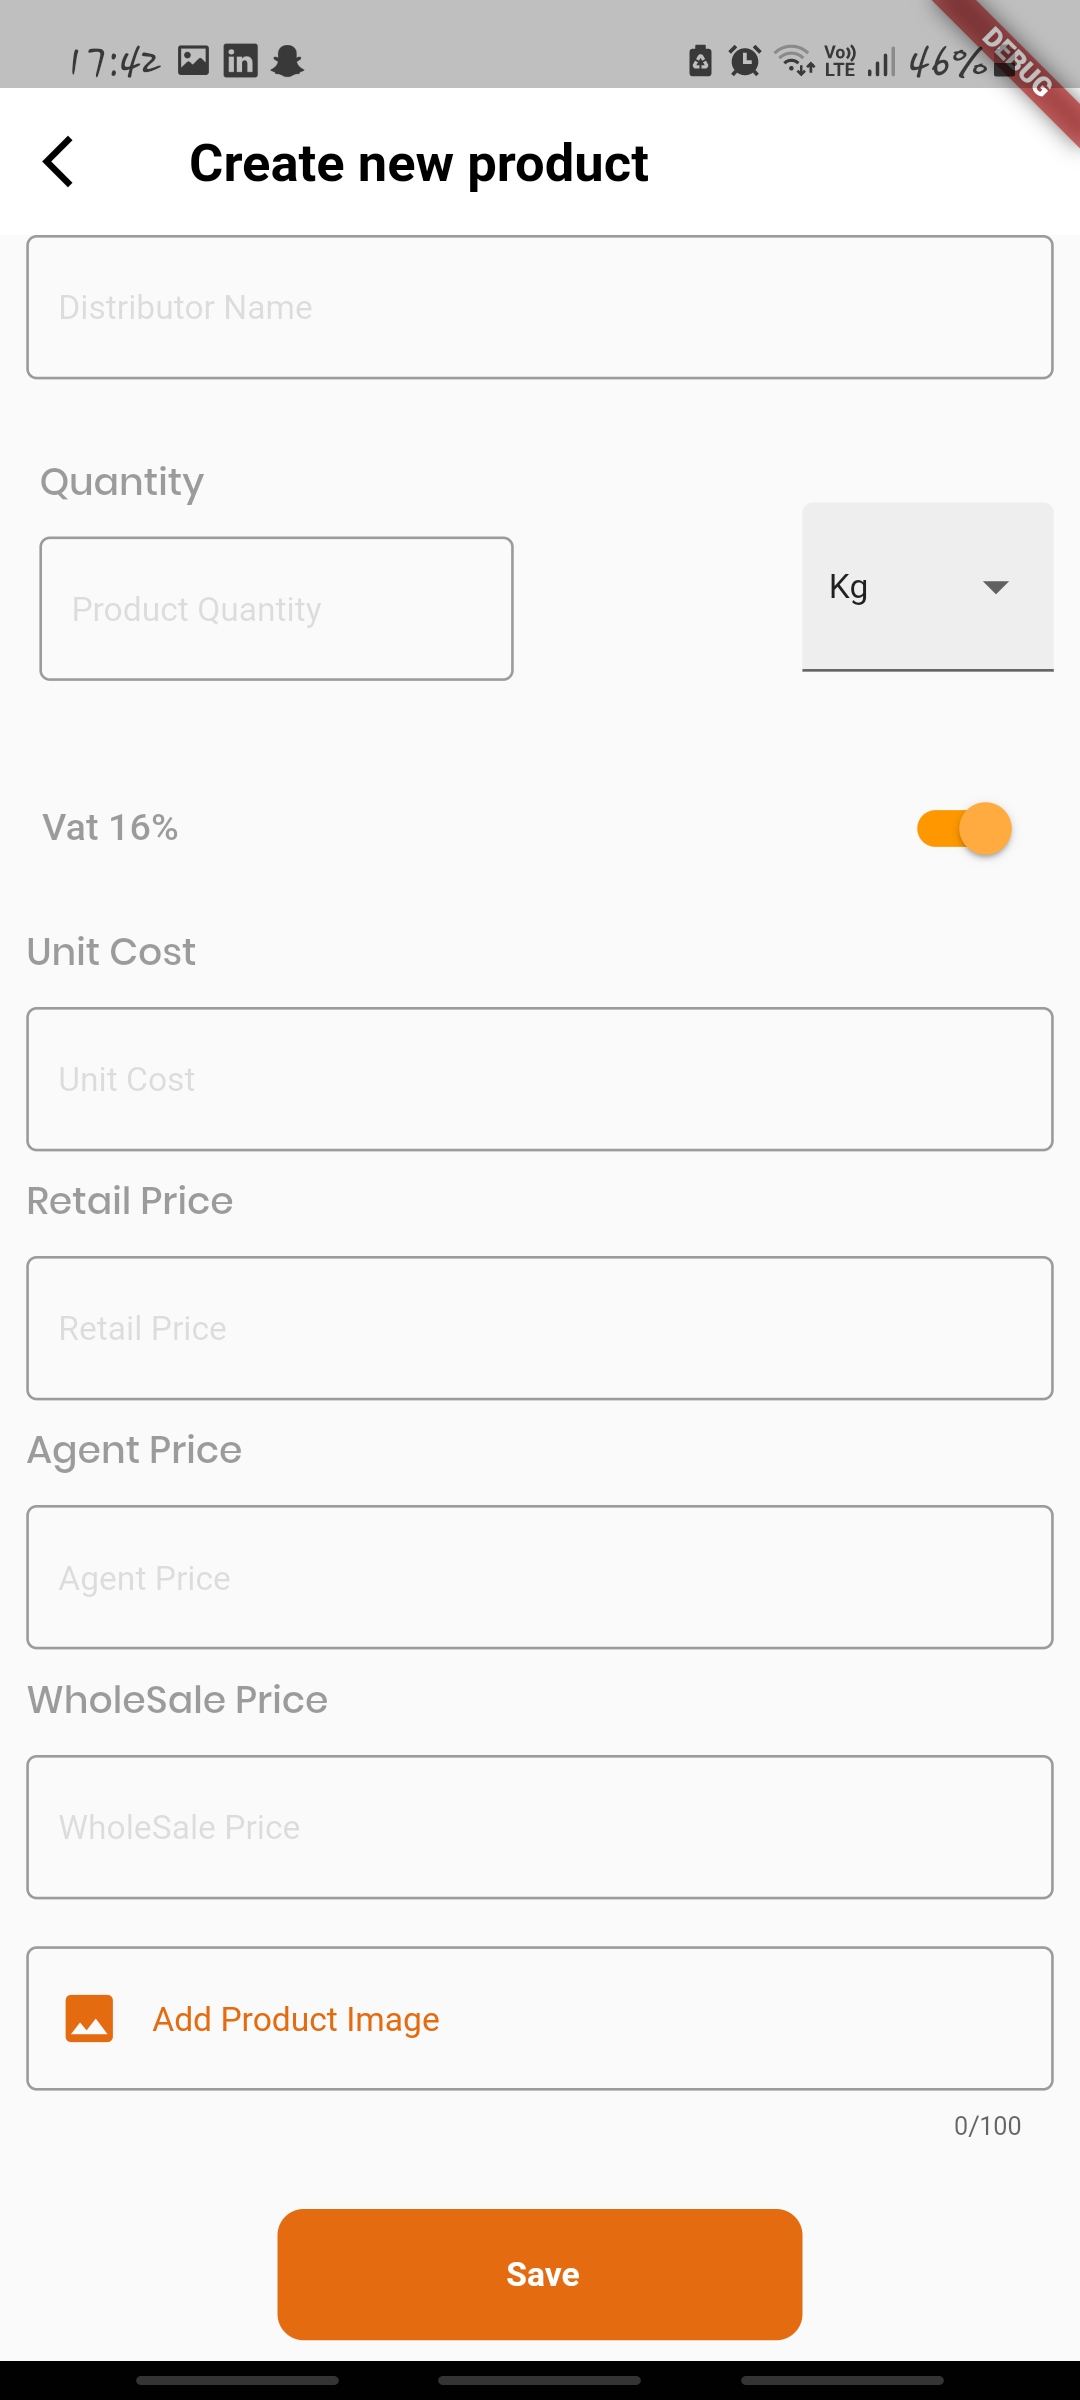 17:42 in Vo)) LTE 46%
DEBUG
Create new product
Distributor Name
Quantity
Product Quantity
Kg
Vat 16%
Unit Cost
Unit Cost
Retail Price
Retail Price
Agent Price
Agent Price
WholeSale Price
WholeSale Price
Add Product Image
0/100
Save